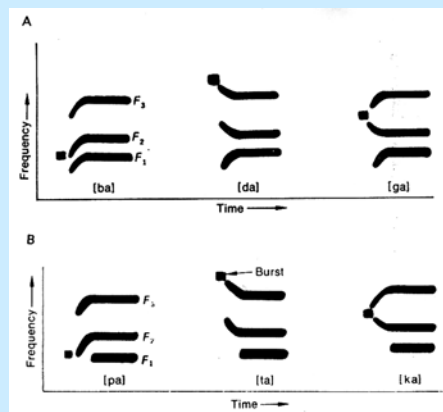 A
Frequency
F3
F2
F1
[ba]
[da]
[ga]
Time
B
Burst
Frequency
F3
F2
F1
[pa]
[ta]
[ka]
Time